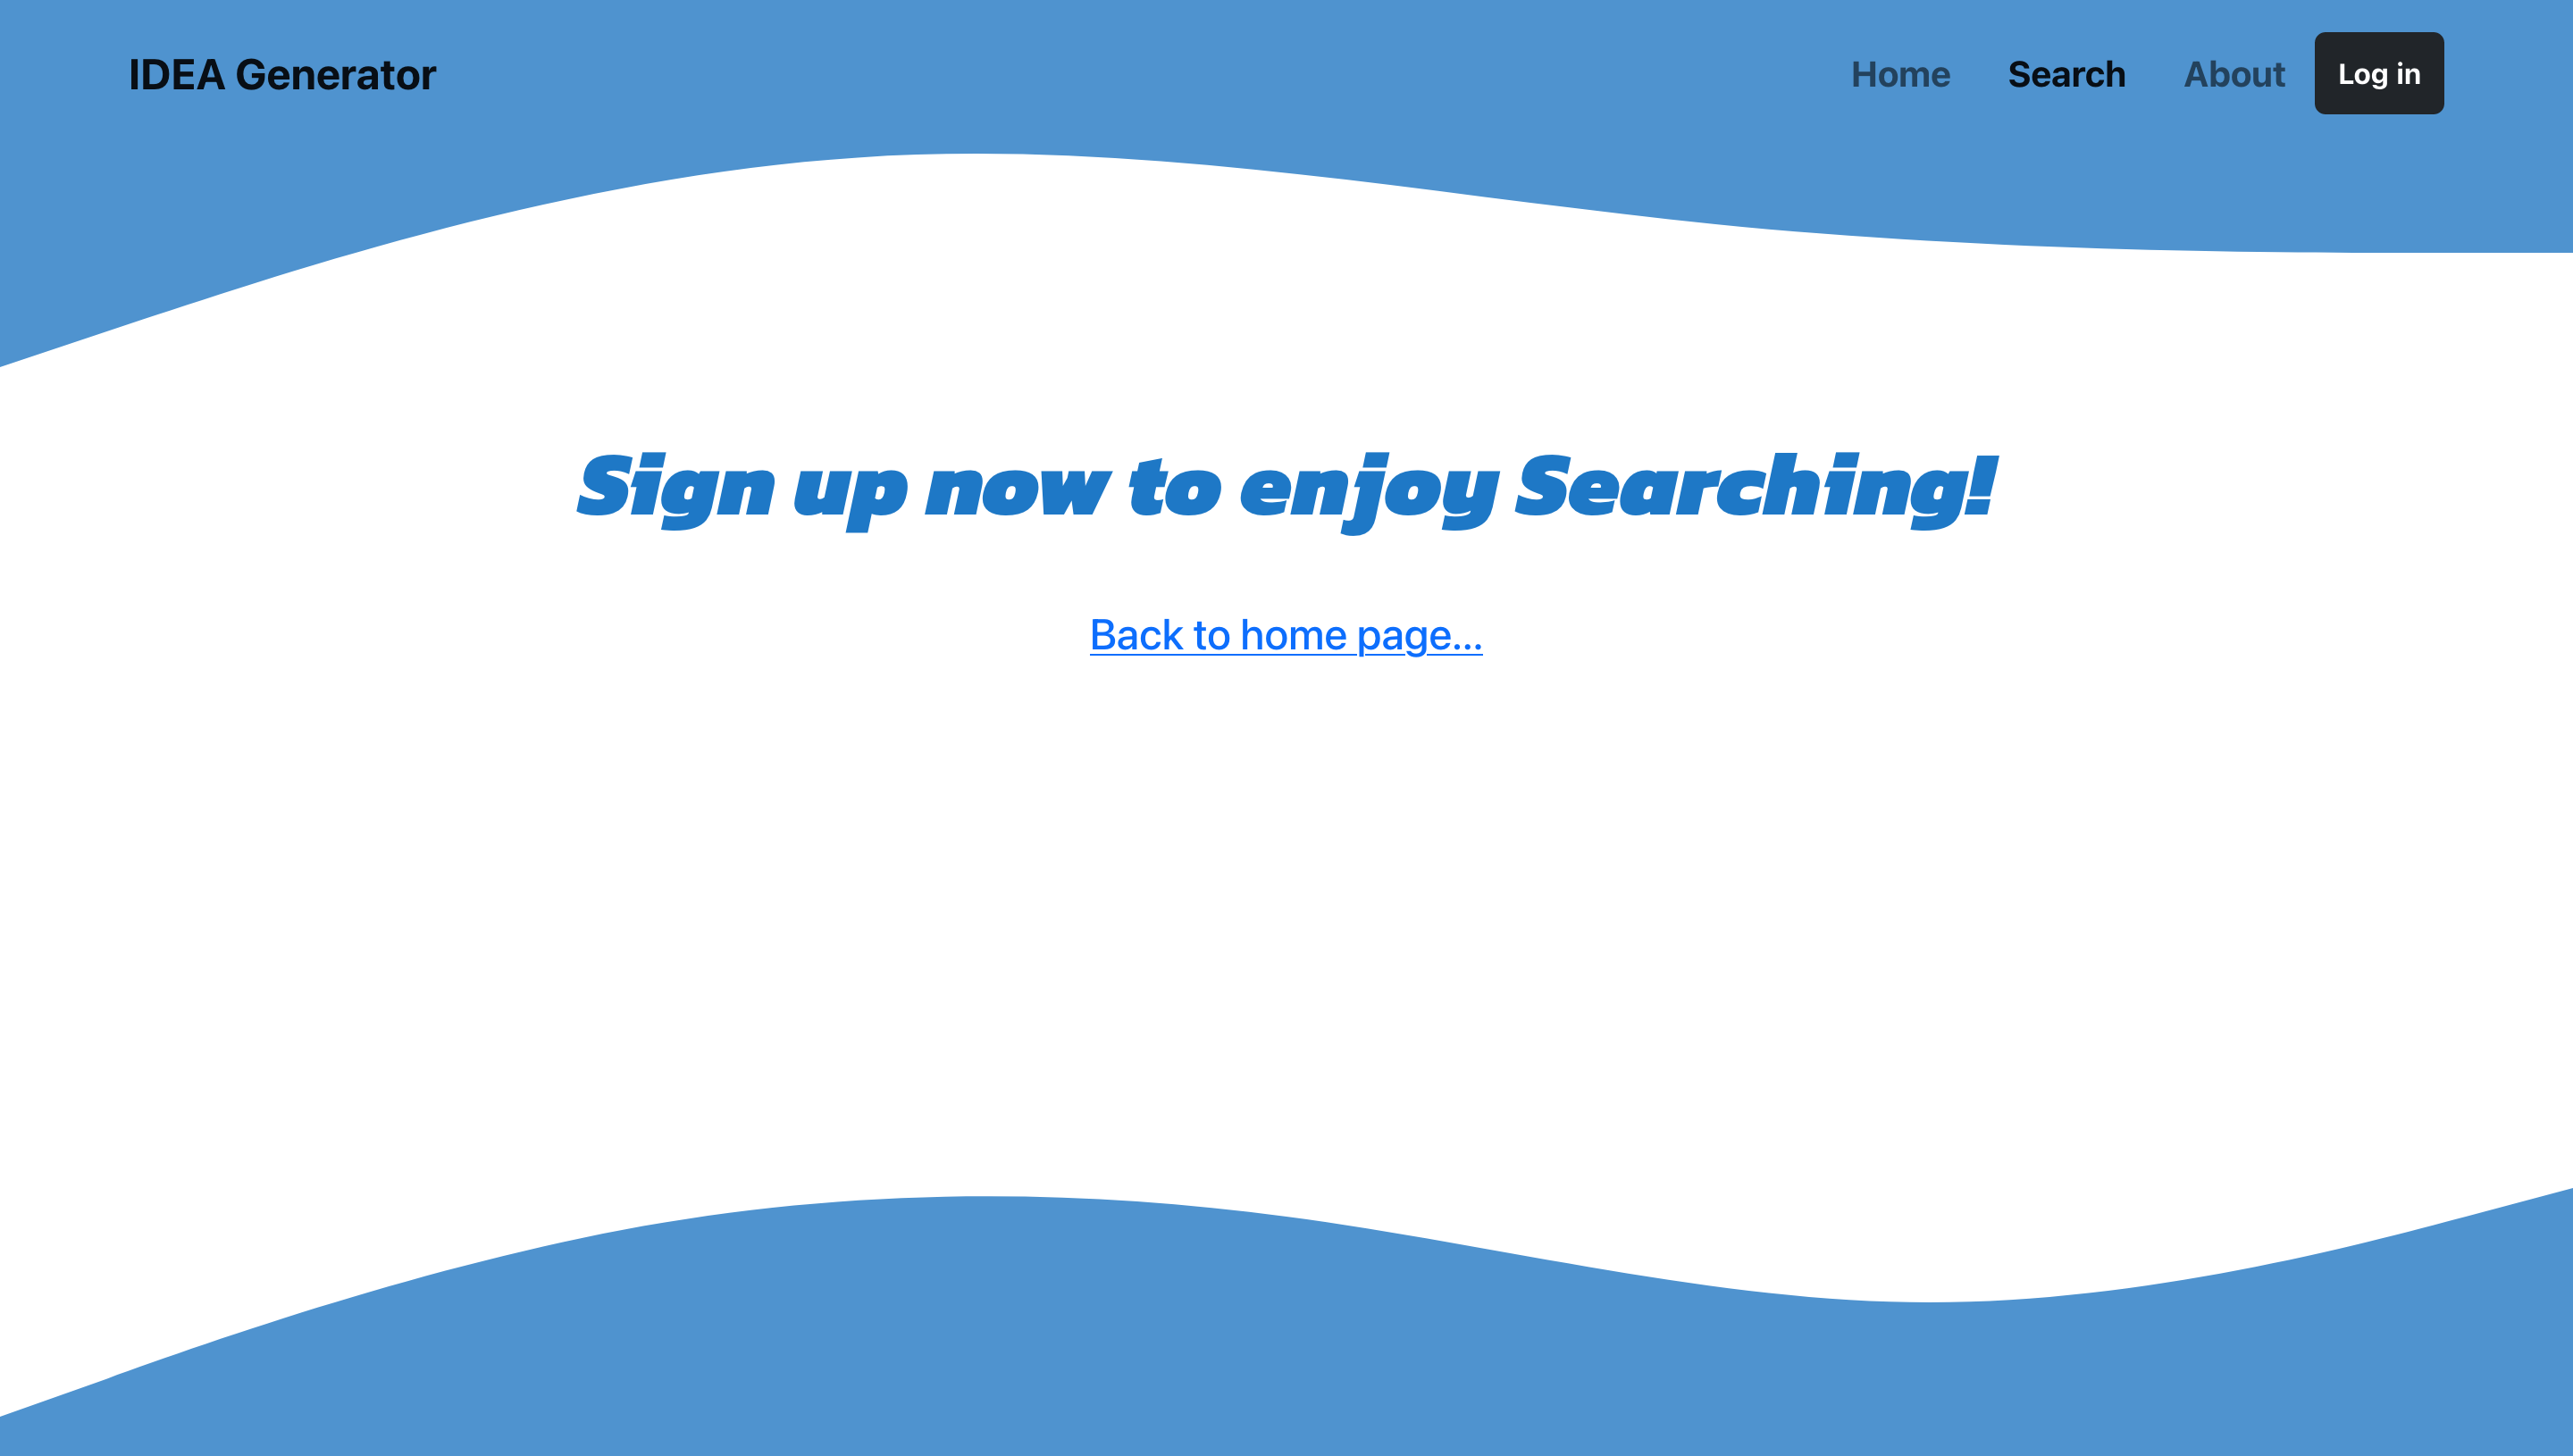 IDEA Generator
Home Search About Log in
Sign up now to enjoy Searching!
Back to home page...